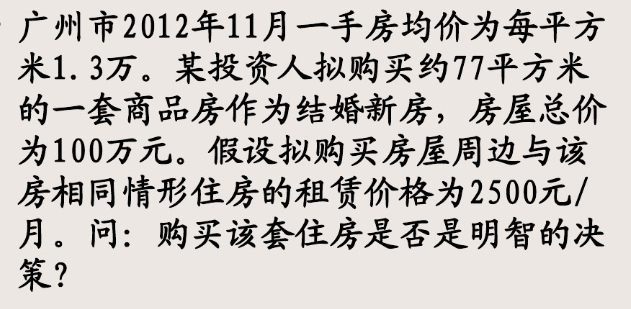 广州市2012年11月一手房均价为每平方
米1.3万。某投资人拟购买约77平方米
的一套商品房作为结婚新房，房屋总价
为100万元。假设拟购买房屋周边与该
房相同情形住房的租赁价格为2500元/
月。问：购买该套住房是否是明智的决
策？